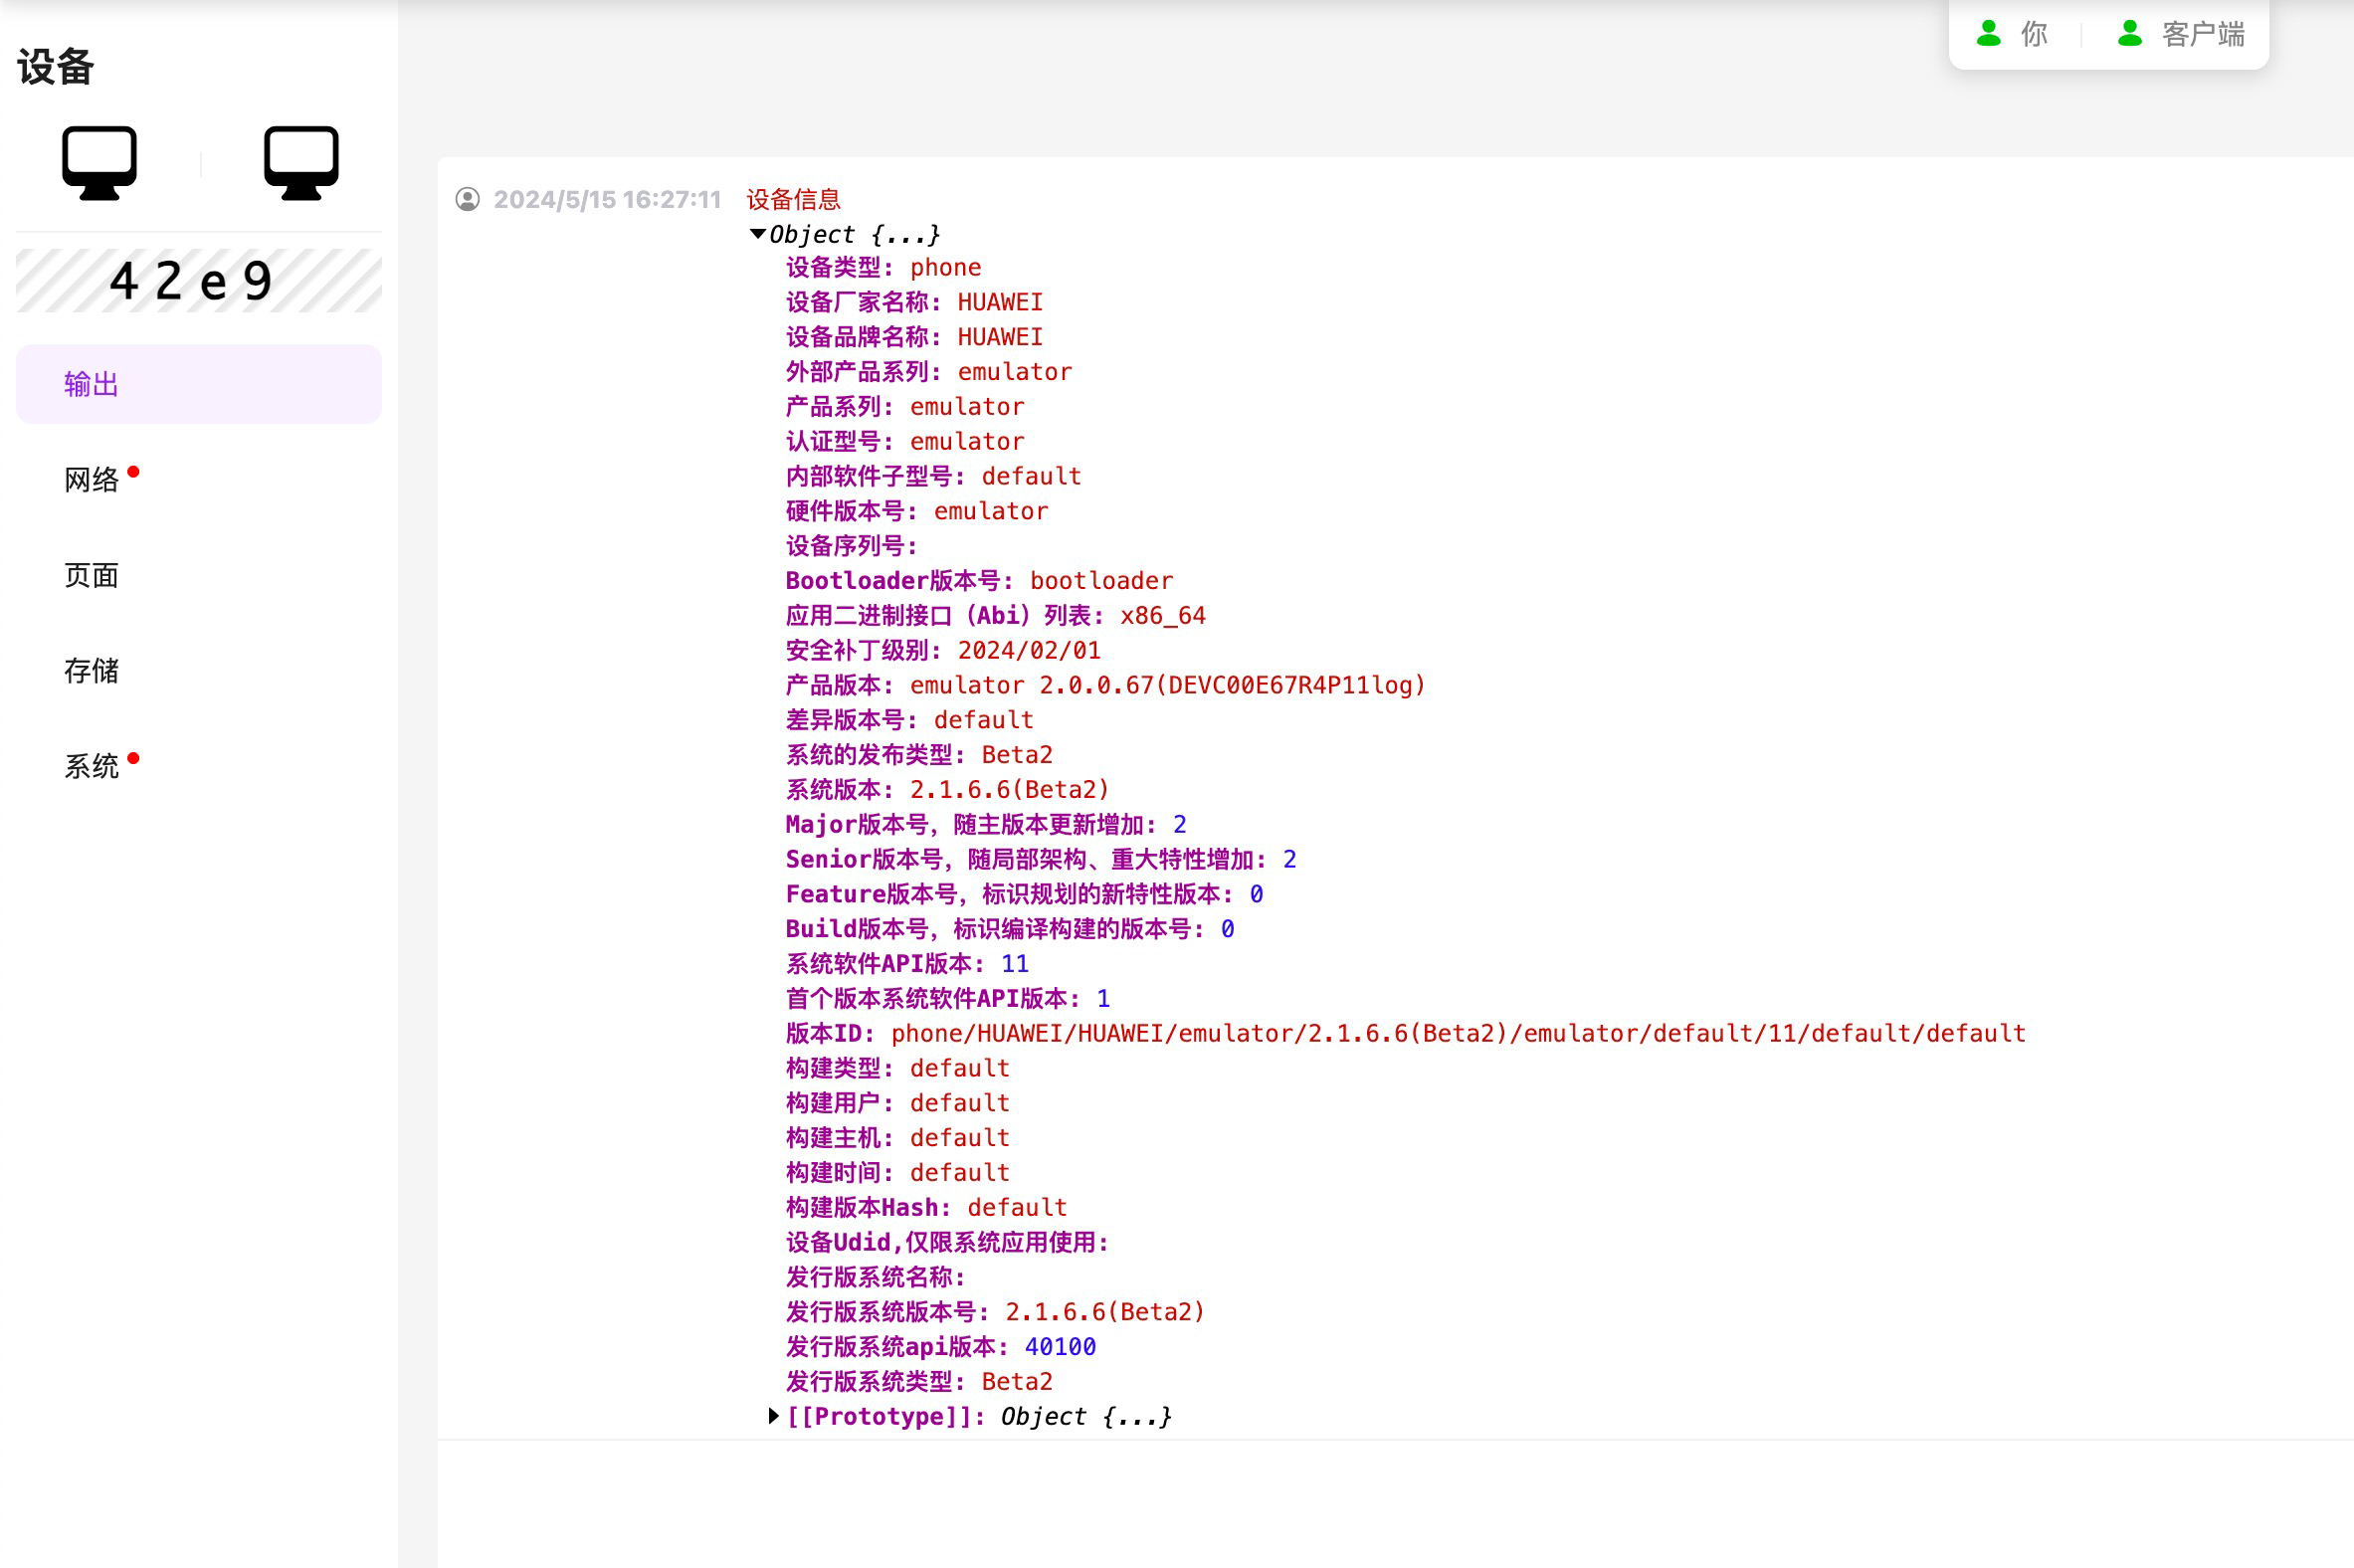 设备
42e9
输出
网络
页面
存储
系统
你 客户端
2024/5/15 16:27:11 设备信息
Object {...}
设备类型: phone
设备厂家名称: HUAWEI
设备品牌名称: HUAWEI
外部产品系列: emulator
产品系列: emulator
认证型号: emulator
内部软件子型号: default
硬件版本号: emulator
设备序列号:
Bootloader版本号: bootloader
应用二进制接口（Abi）列表: x86_64
安全补丁级别: 2024/02/01
产品版本: emulator 2.0.0.67(DEVC00E67R4P11log)
差异版本号: default
系统的发布类型: Beta2
系统版本: 2.1.6.6(Beta2)
Major版本号，随主版本更新增加: 2
Senior版本号，随局部架构、重大特性增加: 2
Feature版本号，标识规划的新特性版本: 0
Build版本号，标识编译构建的版本号: 0
系统软件API版本: 11
首个版本系统软件API版本: 1
版本ID: phone/HUAWEI/HUAWEI/emulator/2.1.6.6(Beta2)/emulator/default/11/default/default
构建类型: default
构建用户: default
构建主机: default
构建时间: default
构建版本Hash: default
设备Udid,仅限系统应用使用:
发行版系统名称:
发行版系统版本号: 2.1.6.6(Beta2)
发行版系统api版本: 40100
发行版系统类型: Beta2
[[Prototype]]: Object {...}